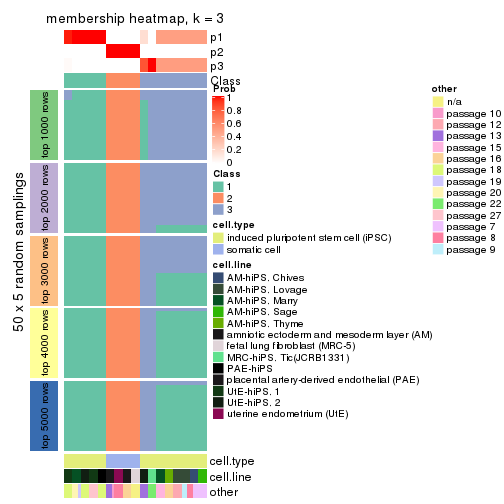 membership heatmap, k = 3
p1
p2
p3
Class
50 x 5 random samplings
top 1000 rows
top 2000 rows
top 3000 rows
top 4000 rows
top 5000 rows
cell.type
cell.line
other
Prob
1
0.8
0.6
0.4
0.2
0
Class
1
2
3
cell.type
induced pluripotent stem cell (iPSC)
somatic cell
cell.line
AM-hiPS. Chives
AM-hiPS. Lovage
AM-hiPS. Marry
AM-hiPS. Sage
AM-hiPS. Thyme
amniotic ectoderm and mesoderm layer (AM)
fetal lung fibroblast (MRC-5)
MRC-hiPS. Tic(JCRB1331)
PAE-hiPS
placental artery-derived endothelial (PAE)
UtE-hiPS. 1
UtE-hiPS. 2
uterine endometrium (UtE)
other
n/a
passage 10
passage 12
passage 13
passage 15
passage 16
passage 18
passage 19
passage 20
passage 22
passage 27
passage 7
passage 8
passage 9